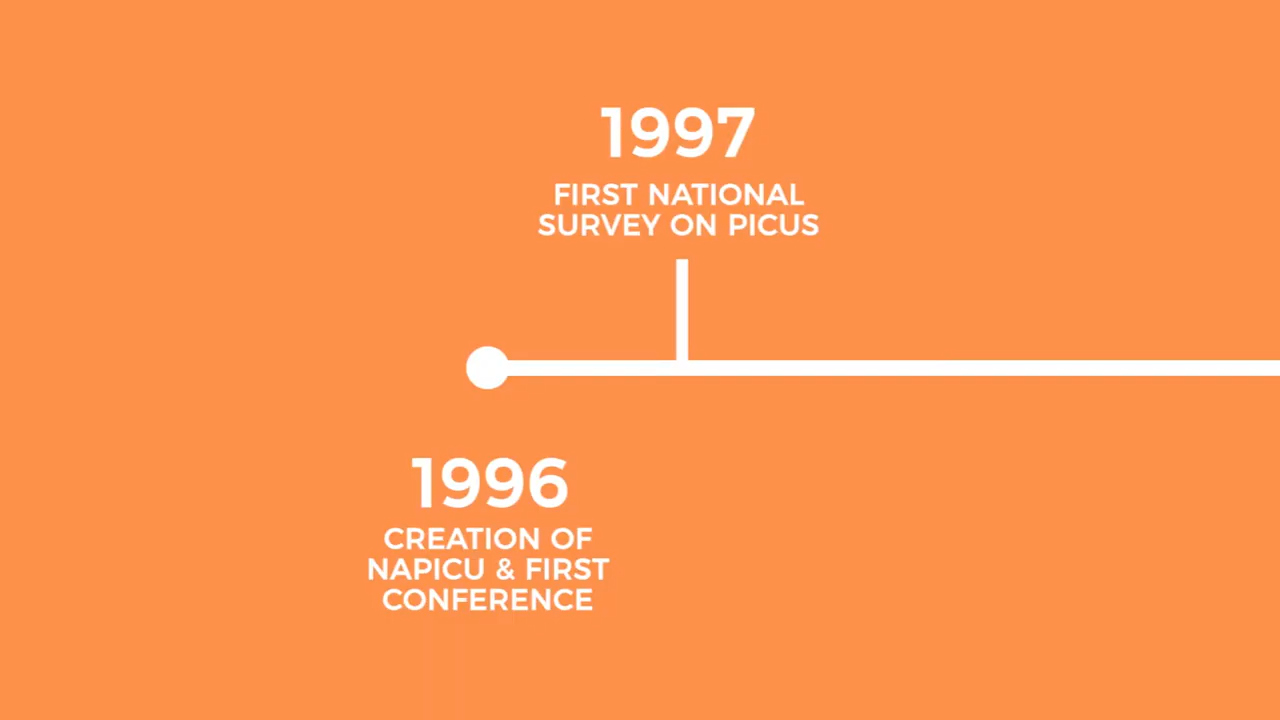 1997
FIRST NATIONAL
SURVEY ON PICUS
1996
CREATION OF
NAPICU & FIRST
CONFERENCE